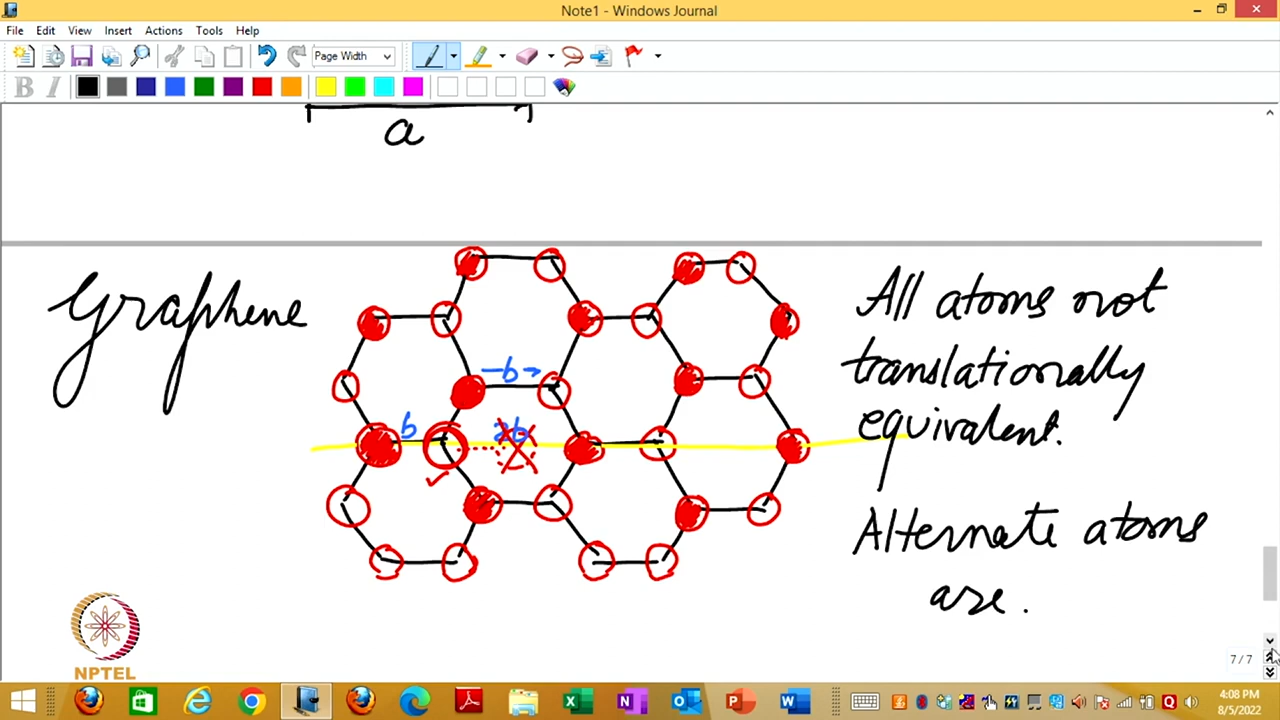 Note1 - Windows Journal
File Edit View Insert Actions Tools Help
Page Width
B I
a
Graphene
All atoms not
translationally
equivalent.
Alternate atoms
are.
b
b
2b
7/7
NPTEL
4:08 PM
8/5/2022